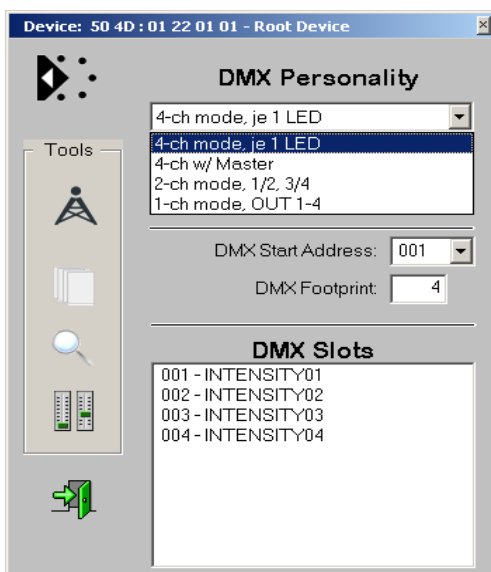 Device: 50 4D : 01 22 01 01 - Root Device
DMX Personality
4-ch mode, je 1 LED
Tools
4-ch mode, je 1 LED
4-ch w/ Master
2-ch mode, 1/2, 3/4
1-ch mode, OUT 1-4
DMX Start Address: 001
DMX Footprint: 4
DMX Slots
001 - INTENSITY01
002 - INTENSITY02
003 - INTENSITY03
004 - INTENSITY04